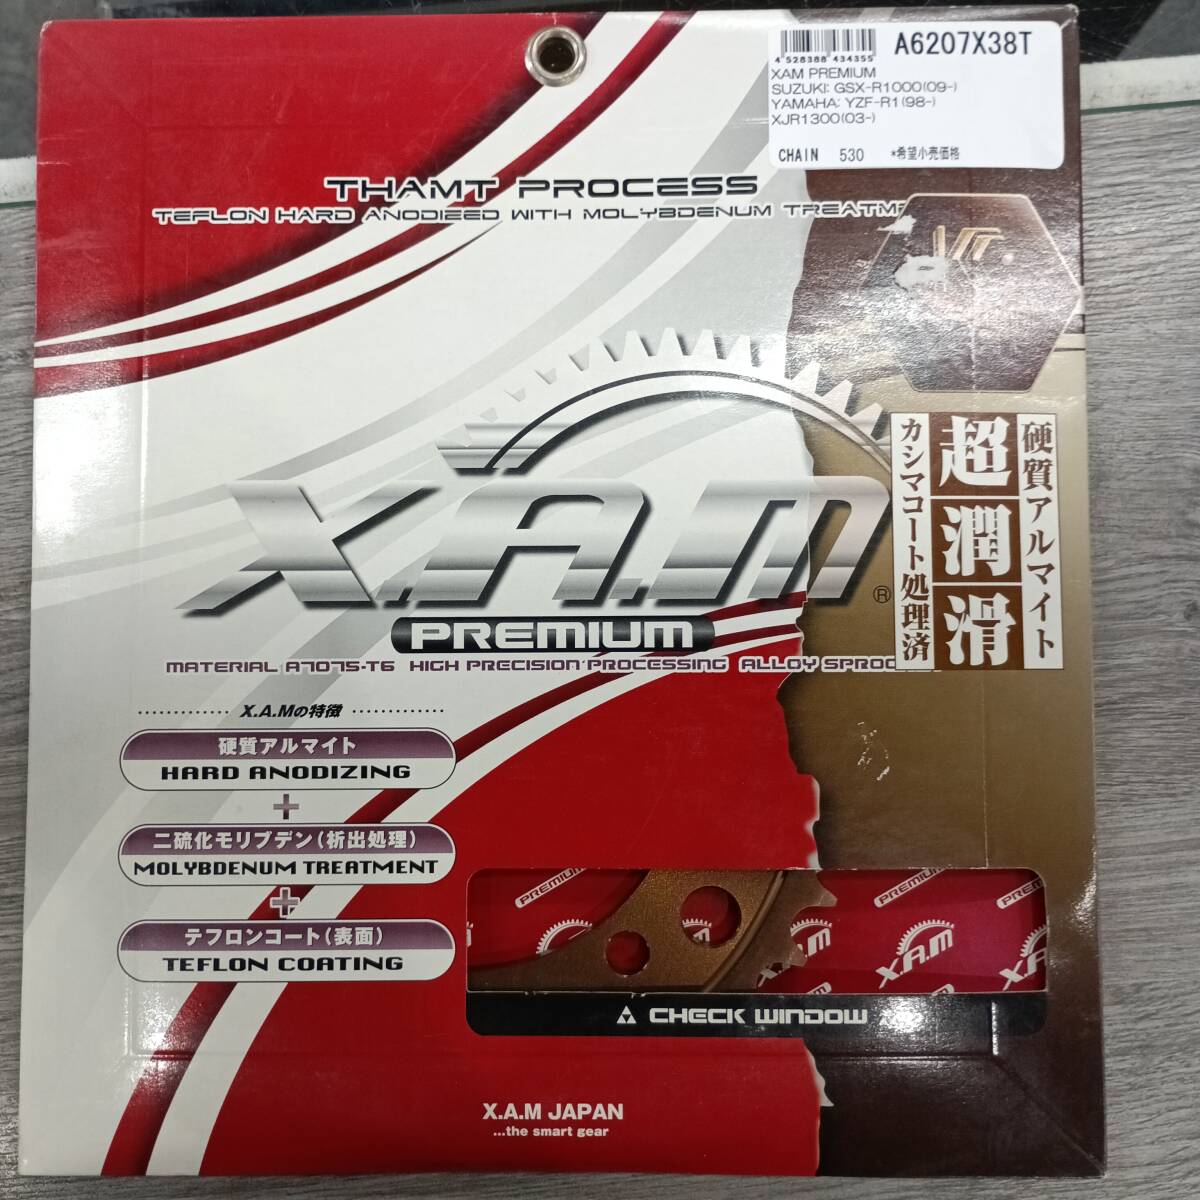 A6207X38T
4 528388 434355
XAM PREMIUM
SUZUKI: GSX-R1000(09-)
YAMAHA: YZF-R1(98-)
XJR1300(03-)
CHAIN 530 *希望小売価格
THAMT PROCESS
TEFLON HARD ANODIZED WITH MOLYBDENUM
硬質アルマイト
超潤滑
カシマコート処理済
X.A.M
®
PREMIUM
MATERIAL A7075-T6 HIGH PRECISION PROCESSING ALLOY
X.A.Mの特徴
硬質アルマイト
HARD ANODIZING
+
二硫化モリブデン(析出処理)
MOLYBDENUM TREATMENT
+
テフロンコート(表面)
TEFLON COATING
PREMIUM
PREMIUM
X.A.M
X.A.M
X.A.M
CHECK WINDOW
X.A.M JAPAN
...the smart gear